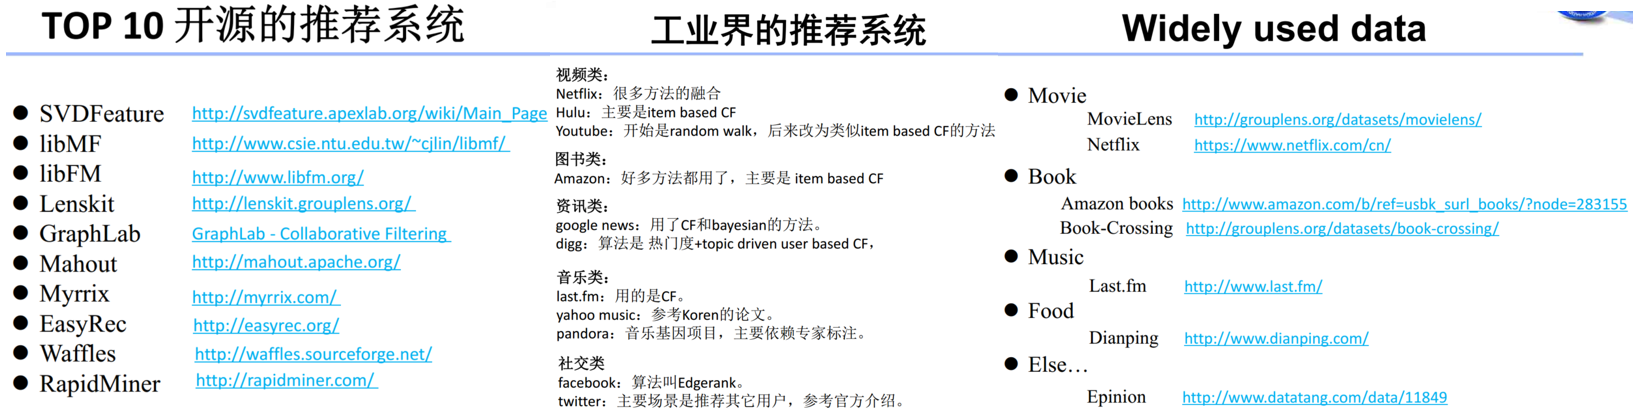 TOP 10 开源的推荐系统
● SVDFeature http://svdfeature.apexlab.org/wiki/Main_Page
● libMF http://www.csie.ntu.edu.tw/~cjlin/libmf/
● libFM http://www.libfm.org/
● Lenskit http://lenskit.grouplens.org/
● GraphLab GraphLab - Collaborative Filtering
● Mahout http://mahout.apache.org/
● Myrrix http://myrrix.com/
● EasyRec http://easyrec.org/
● Waffles http://waffles.sourceforge.net/
● RapidMiner http://rapidminer.com/
工业界的推荐系统
视频类：
Netflix：很多方法的融合
Hulu：主要是item based CF
Youtube：开始是random walk，后来改为类似item based CF的方法
图书类：
Amazon：好多方法都用了，主要是 item based CF
资讯类：
google news：用了CF和bayesian的方法。
digg：算法是 热门度+topic driven user based CF，
音乐类：
last.fm：用的是CF。
yahoo music：参考Koren的论文。
pandora：音乐基因项目，主要依赖专家标注。
社交类
facebook：算法叫Edgerank。
twitter：主要场景是推荐其它用户，参考官方介绍。
Widely used data
● Movie
MovieLens http://grouplens.org/datasets/movielens/
Netflix https://www.netflix.com/cn/
● Book
Amazon books http://www.amazon.com/b/ref=usbk_surl_books/?node=283155
Book-Crossing http://grouplens.org/datasets/book-crossing/
● Music
Last.fm http://www.last.fm/
● Food
Dianping http://www.dianping.com/
● Else…
Epinion http://www.datatang.com/data/11849